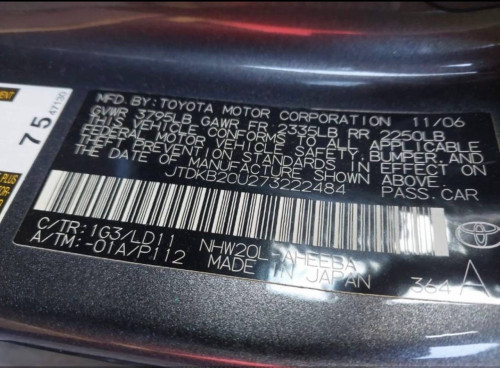 MFD. BY: TOYOTA MOTOR CORPORATION 11/06
GVWR 3795LB GAWR FR 2335LB RR 2250LB
THIS VEHICLE CONFORMS TO ALL APPLICABLE
FEDERAL MOTOR VEHICLE SAFETY, BUMPER, AND
THEFT PREVENTION STANDARDS IN EFFECT ON
THE DATE OF MANUFACTURE SHOWN ABOVE.
JTDKB20U273222484 PASS. CAR
C/TR: 1G3/LD11 NHW20L-AHEEBA
A/TM: -01A/P112 MADE IN JAPAN
364 A
75
47130
PLUS